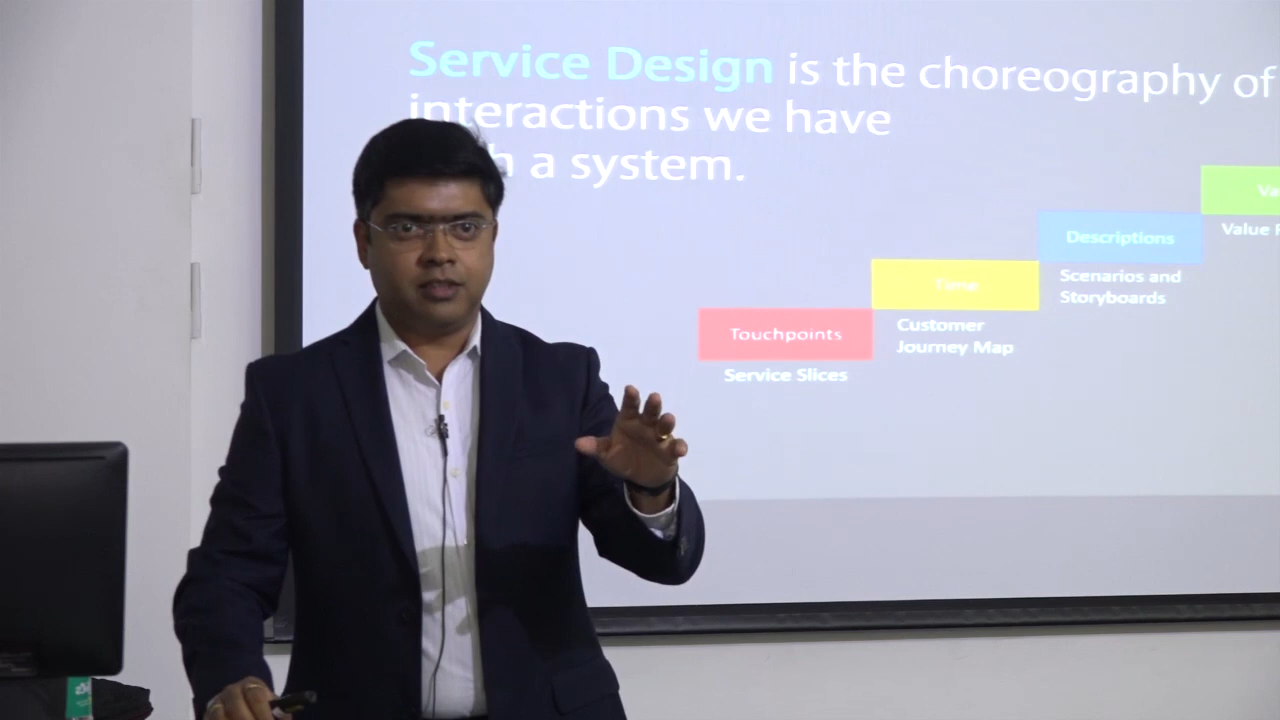 Service Design is the choreography of
interactions we have
a system.
Value
Descriptions
Scenarios and
Storyboards
Time
Customer
Journey Map
Touchpoints
Service Slices